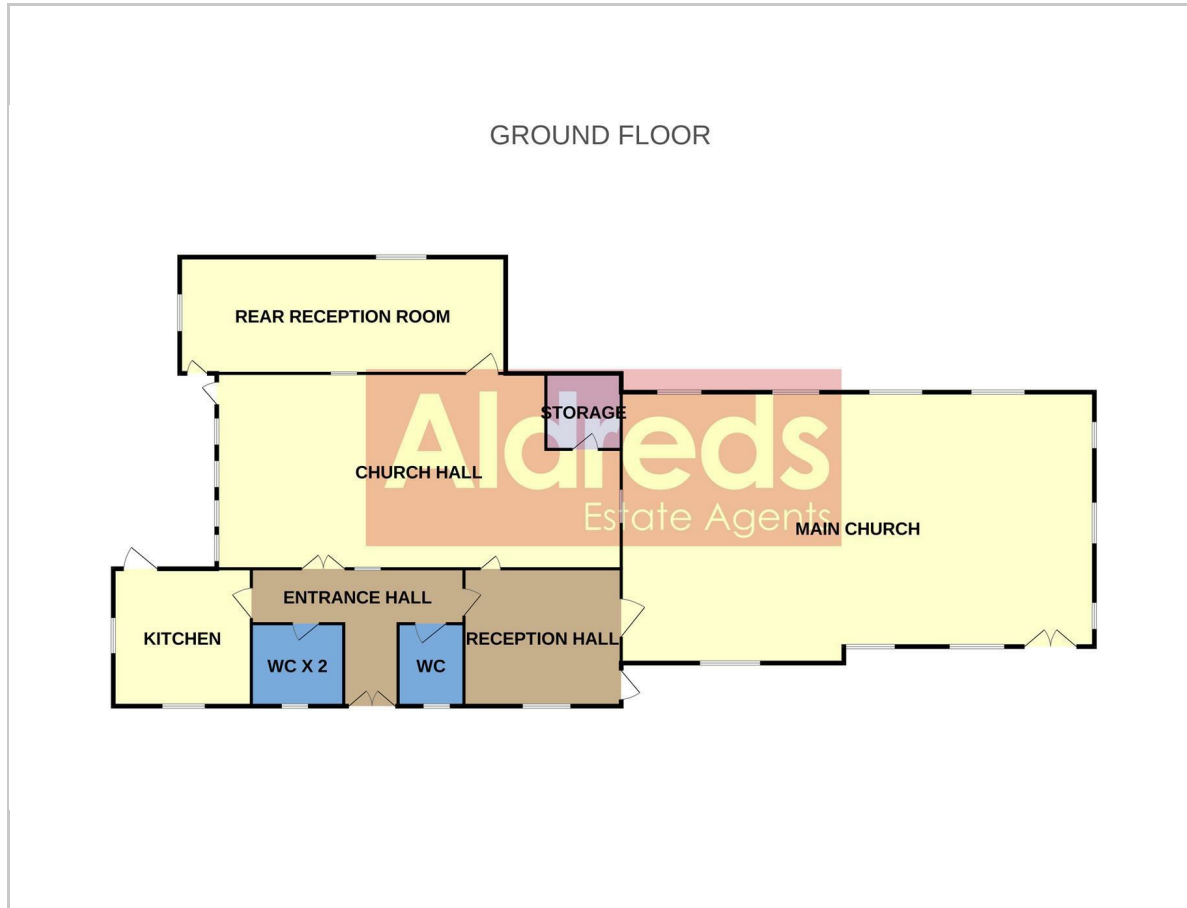 GROUND FLOOR
REAR RECEPTION ROOM
STORAGE
Aldreds
CHURCH HALL
Estate Agents
MAIN CHURCH
ENTRANCE HALL
KITCHEN
RECEPTION HALL
WC X 2
WC